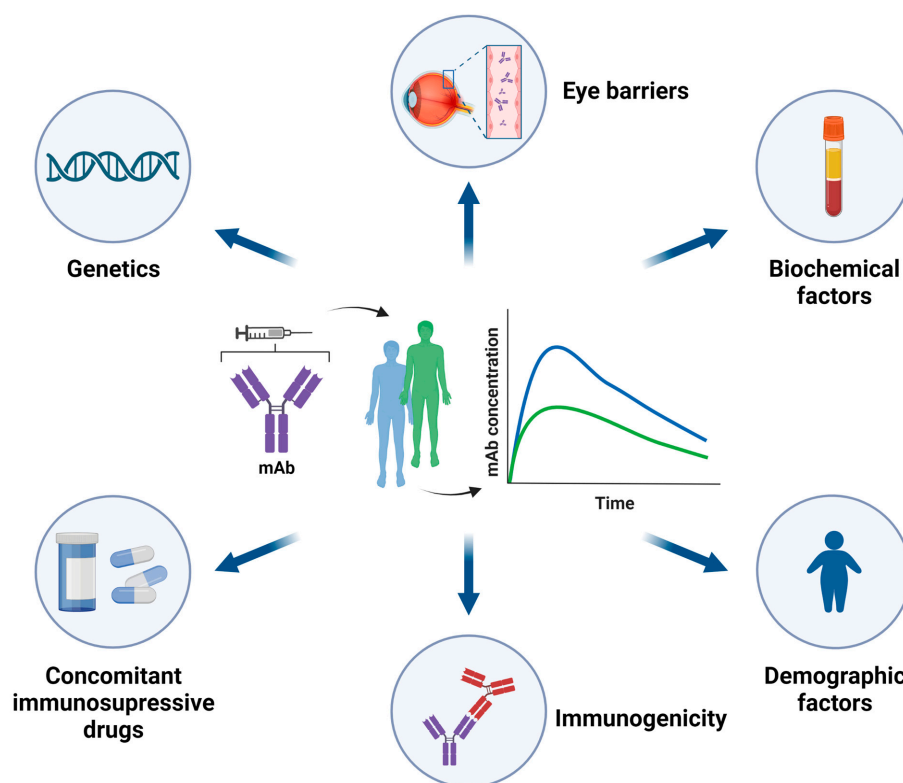 Eye barriers
Genetics
Biochemical
factors
mAb
mAb concentration
Time
Concomitant
immunosupressive
drugs
Immunogenicity
Demographic
factors